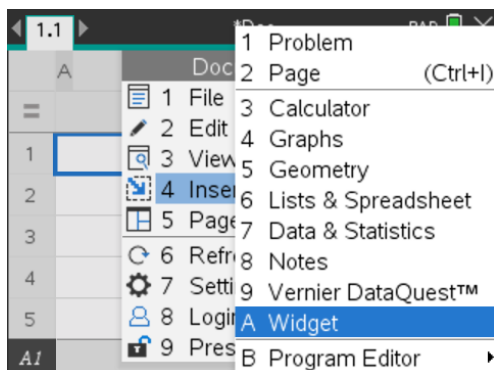 1.1 *Doc RAD
A
=
1
2
3
4
5
A1
Doc
1 File
2 Edit
3 View
4 Inser
5 Page
6 Refre
7 Setti
8 Login
9 Pres
1 Problem
2 Page (Ctrl+I)
3 Calculator
4 Graphs
5 Geometry
6 Lists & Spreadsheet
7 Data & Statistics
8 Notes
9 Vernier DataQuest™
A Widget
B Program Editor